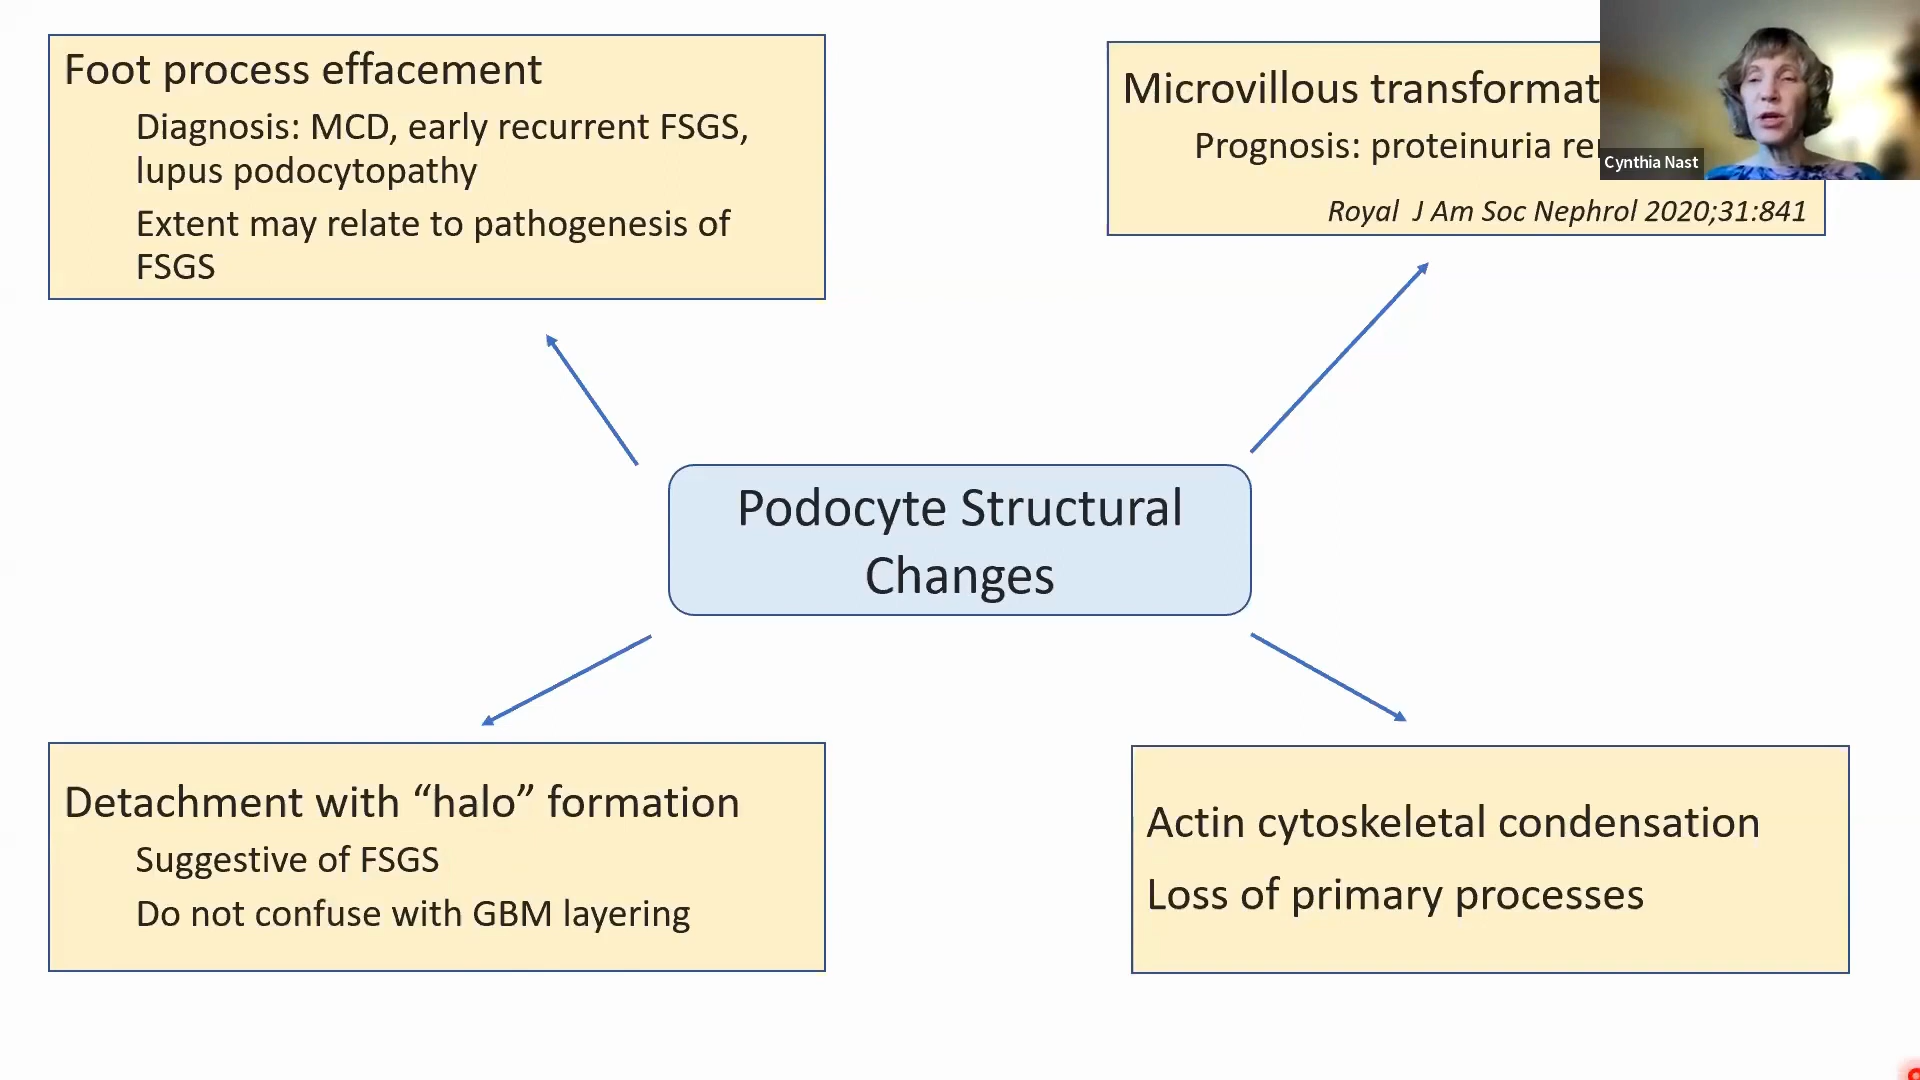 Foot process effacement
Diagnosis: MCD, early recurrent FSGS,
lupus podocytopathy
Extent may relate to pathogenesis of
FSGS
Microvillous
Prognosis: proteinuria
Royal J Am Soc Nephrol 2020;31:841
Cynthia Nast
Podocyte Structural
Changes
Detachment with “halo” formation
Suggestive of FSGS
Do not confuse with GBM layering
Actin cytoskeletal condensation
Loss of primary processes